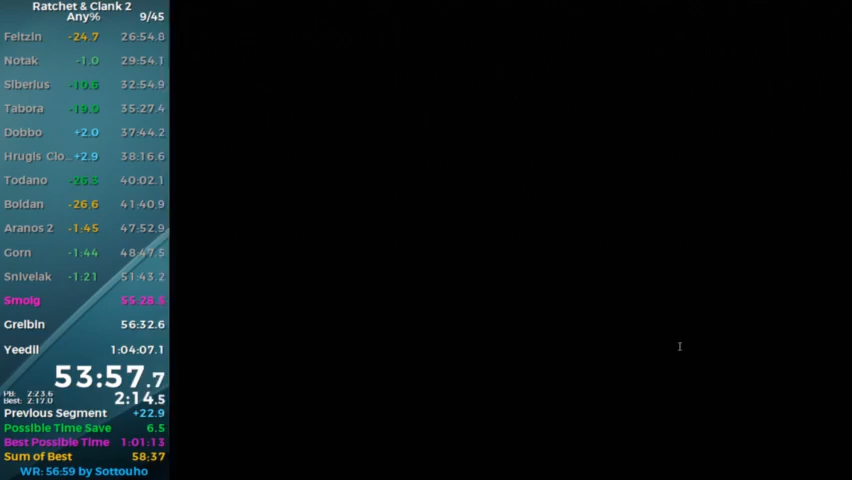 Ratchet & Clank 2
Any% 9/45
Feltzin -24.7 26:54.8
Notak -1.0 29:54.1
Siberius -10.6 32:54.9
Tabora -19.0 35:27.4
Dobbo +2.0 37:44.2
Hrugis Clo... +2.9 38:16.6
Todano -26.3 40:02.1
Boldan -26.6 41:40.9
Aranos 2 -1:45 47:52.9
Gorn -1:44 48:47.5
Snivelak -1:21 51:43.2
Smolg 55:28.8
Grelbin 56:32.6
Yeedil 1:04:07.1
53:57.7
PB: 2:23.6
Best: 2:17.0 2:14.5
Previous Segment +22.9
Possible Time Save 6.5
Best Possible Time 1:01:13
Sum of Best 58:37
WR: 56:59 by Sottouho